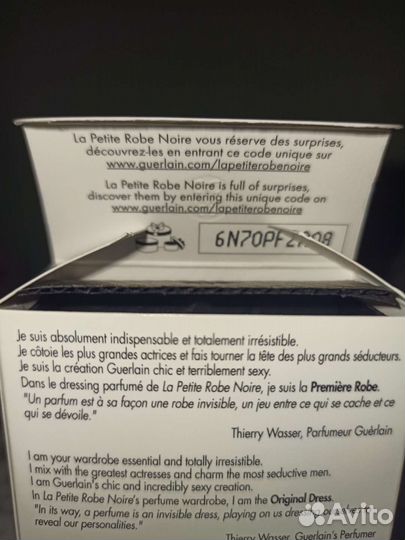 La Petite Robe Noire vous réserve des surprises,
découvrez-les en entrant ce code unique sur
www.guerlain.com/lapetiterobenoire
La Petite Robe Noire is full of surprises,
discover them by entering this unique code on
www.guerlain.com/lapetiterobenoire
Je suis absolument indispensable et totalement irrésistible.
Je côtoie les plus grandes actrices et fais tourner la tête des plus grands séducteurs.
Je suis la création Guerlain chic et terriblement sexy.
Dans le dressing parfumé de La Petite Robe Noire, je suis la Première Robe.
"Un parfum est à sa façon une robe invisible, un jeu entre ce qui se cache et ce
qui se dévoile."
Thierry Wasser, Parfumeur Guerlain
I am your wardrobe essential and totally irresistible.
I mix with the greatest actresses and charm the most seductive men.
I am Guerlain's chic and incredibly sexy creation.
In La Petite Robe Noire's perfume wardrobe, I am the Original Dress.
"In its way, a perfume is an invisible dress, playing on us
reveal our personalities."
Thierry Wasser, Guerlain's Perfumer
Avito